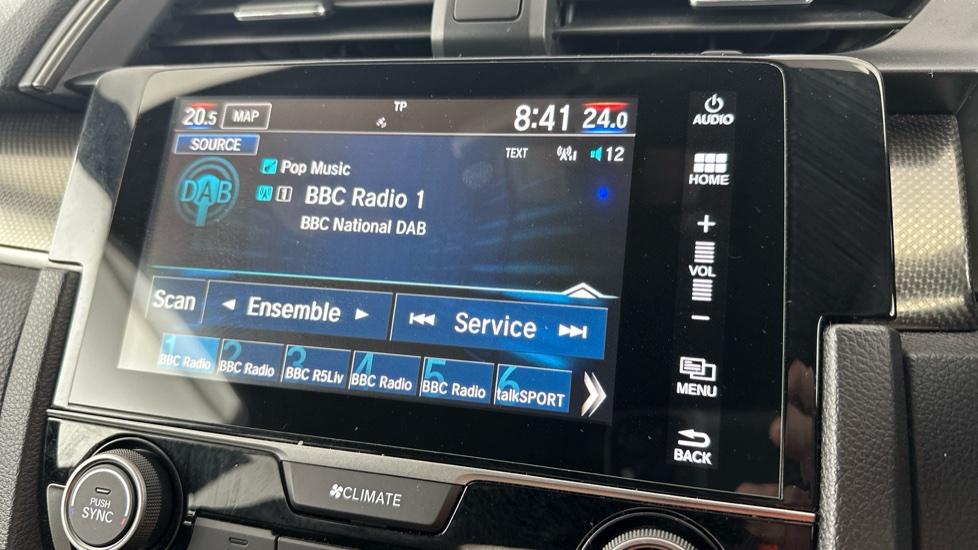 20.5 MAP TP 8:41 24.0
SOURCE TEXT 12
DAB Pop Music
BBC Radio 1
BBC National DAB
Scan Ensemble Service
1 BBC Radio 2 BBC Radio 3 BBC R5Liv 4 BBC Radio 5 BBC Radio 6 talkSPORT
AUDIO
HOME
+
VOL
−
MENU
BACK
CLIMATE
PUSH
SYNC